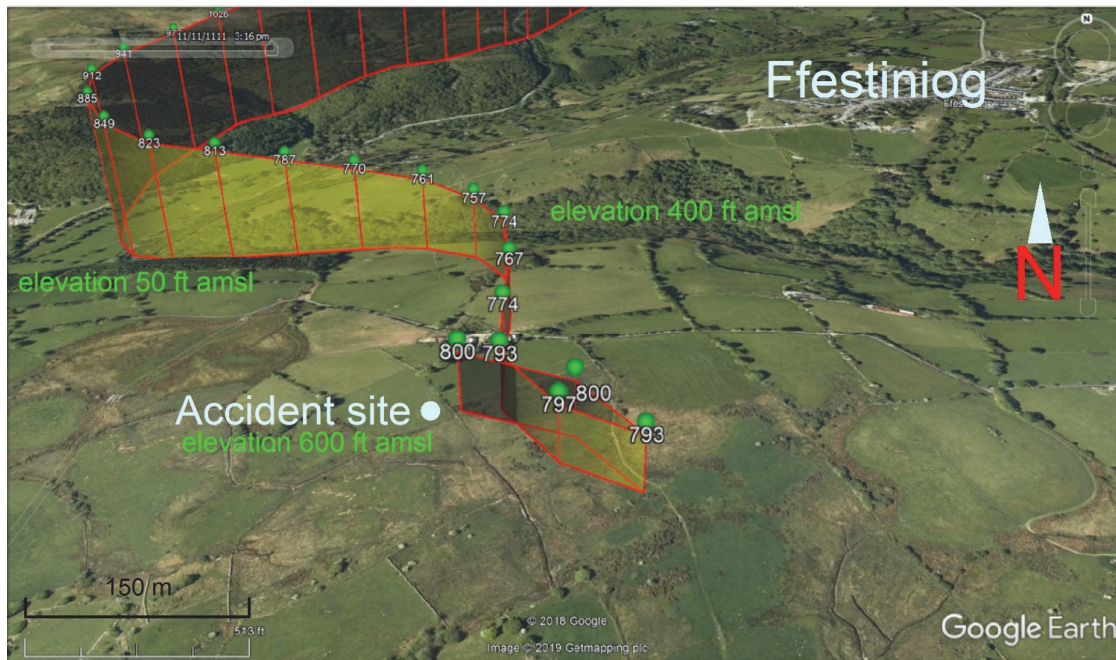 1026
11/11/1111 3:16 pm
941
912
885
849
823
813
787
770
761
757
774
767
774
800
793
800
797
793
N
Ffestiniog
elevation 400 ft amsl
N
elevation 50 ft amsl
Accident site
elevation 600 ft amsl
150 m
513 ft
© 2018 Google
Image © 2019 Getmapping plc
Google Earth